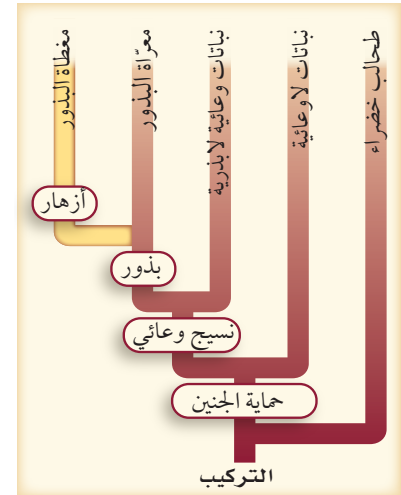 طحالب خضراء
نباتات لاوعائية
نباتات وعائية لابذرية
معرّاة البذور
مغطاة البذور
أزهار
بذور
نسيج وعائي
حماية الجنين
التركيب